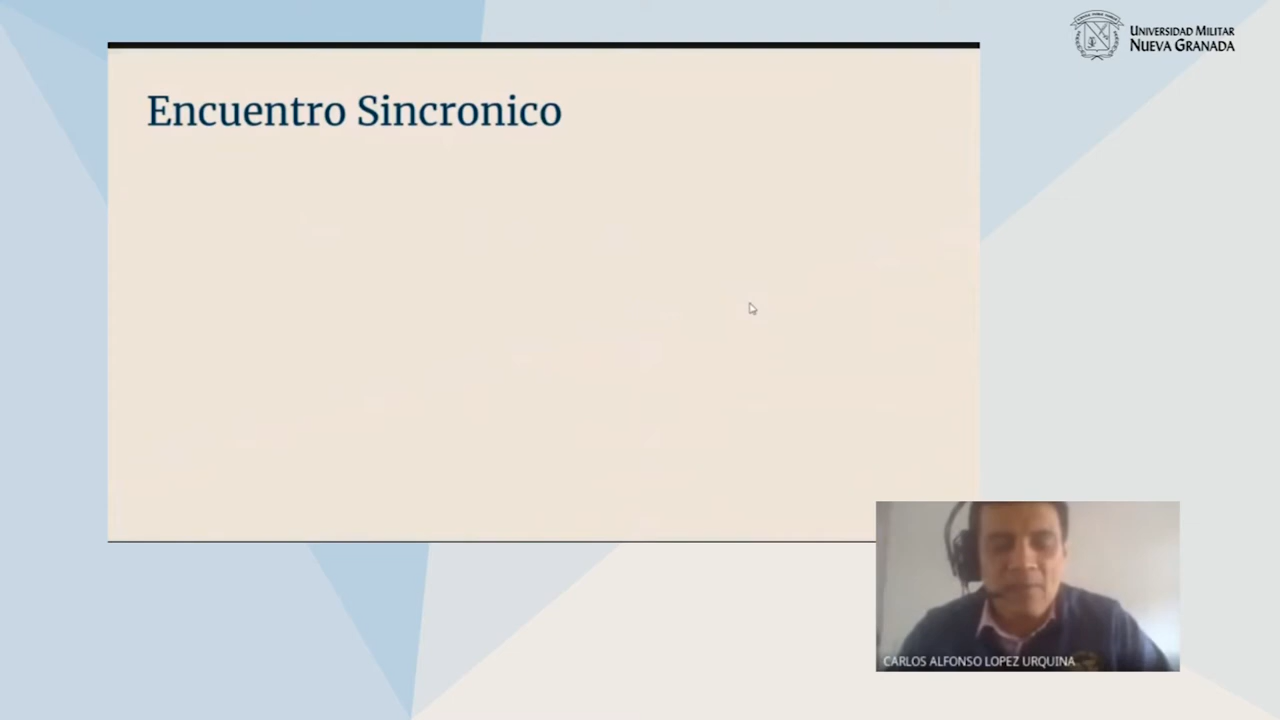 UNIVERSIDAD MILITAR
NUEVA GRANADA
Encuentro Sincronico
CARLOS ALFONSO LOPEZ URQUINA